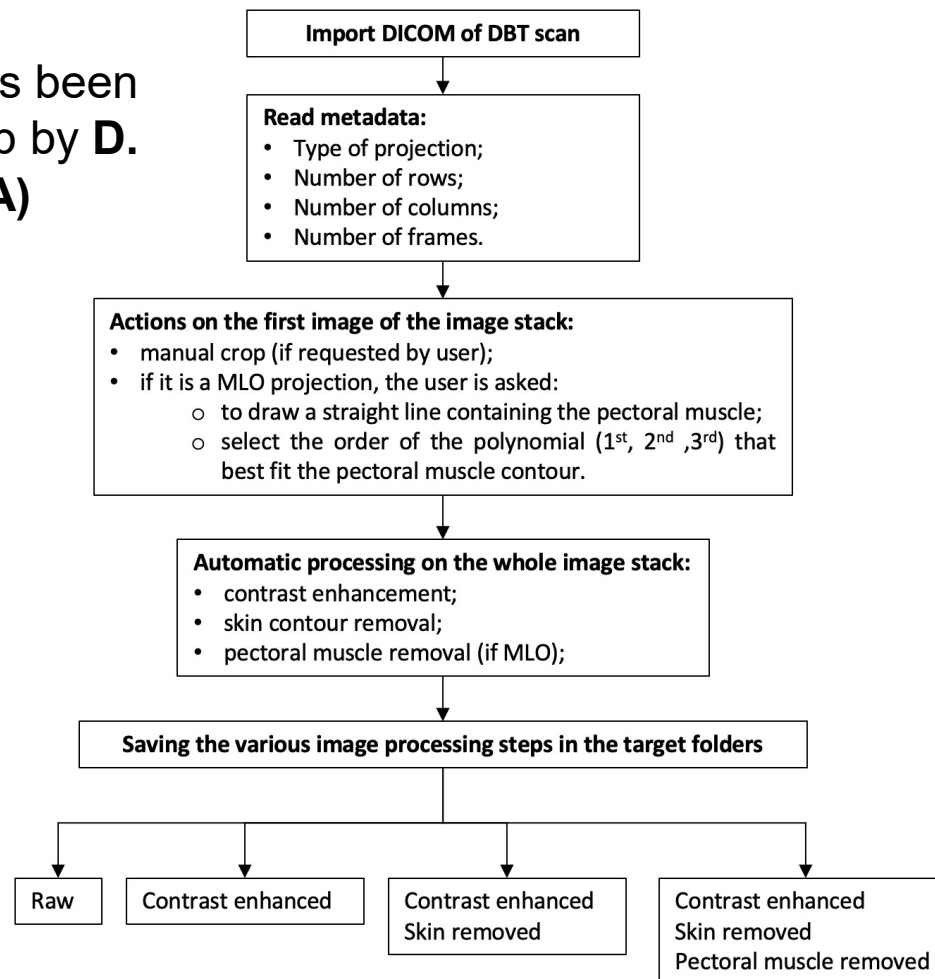 s been
by D.
A)
Import DICOM of DBT scan
Read metadata:
• Type of projection;
• Number of rows;
• Number of columns;
• Number of frames.
Actions on the first image of the image stack:
• manual crop (if requested by user);
• if it is a MLO projection, the user is asked:
o to draw a straight line containing the pectoral muscle;
o select the order of the polynomial (1st, 2nd ,3rd) that
best fit the pectoral muscle contour.
Automatic processing on the whole image stack:
• contrast enhancement;
• skin contour removal;
• pectoral muscle removal (if MLO);
Saving the various image processing steps in the target folders
Raw
Contrast enhanced
Contrast enhanced
Skin removed
Contrast enhanced
Skin removed
Pectoral muscle removed